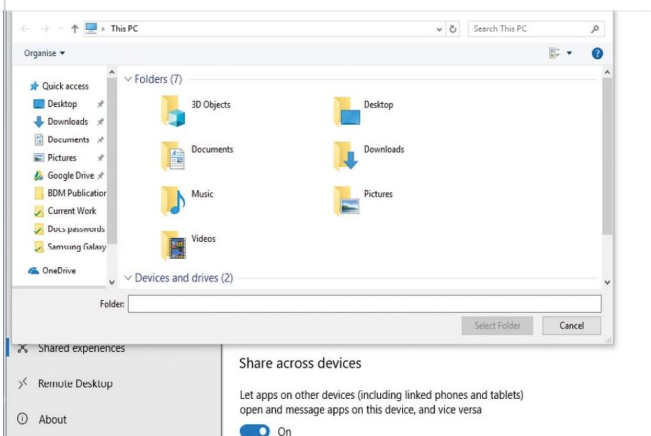 This PC
Search This PC
Organise
Quick access
Desktop
Downloads
Documents
Pictures
Google Drive
BDM Publication
Current Work
Docs passwords
Samsung Galaxy
OneDrive
Folders (7)
3D Objects
Desktop
Documents
Downloads
Music
Pictures
Videos
Devices and drives (2)
Folder:
Select Folder
Cancel
Shared experiences
Remote Desktop
About
Share across devices
Let apps on other devices (including linked phones and tablets)
open and message apps on this device, and vice versa
On